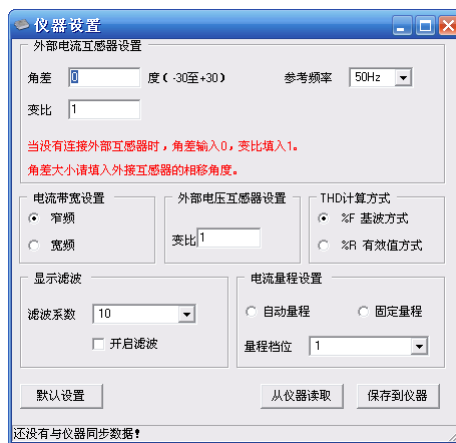 仪器设置
外部电流互感器设置
角差 0 度(-30至+30) 参考频率 50Hz
变比 1
当没有连接外部互感器时，角差输入0，变比填入1。
角差大小请填入外接互感器的相移角度。
电流带宽设置 外部电压互感器设置 THD计算方式
窄频 %F 基波方式
变比 1
宽频 %R 有效值方式
显示滤波 电流量程设置
滤波系数 10 自动量程 固定量程
开启滤波 量程档位 1
默认设置 从仪器读取 保存到仪器
还没有与仪器同步数据!